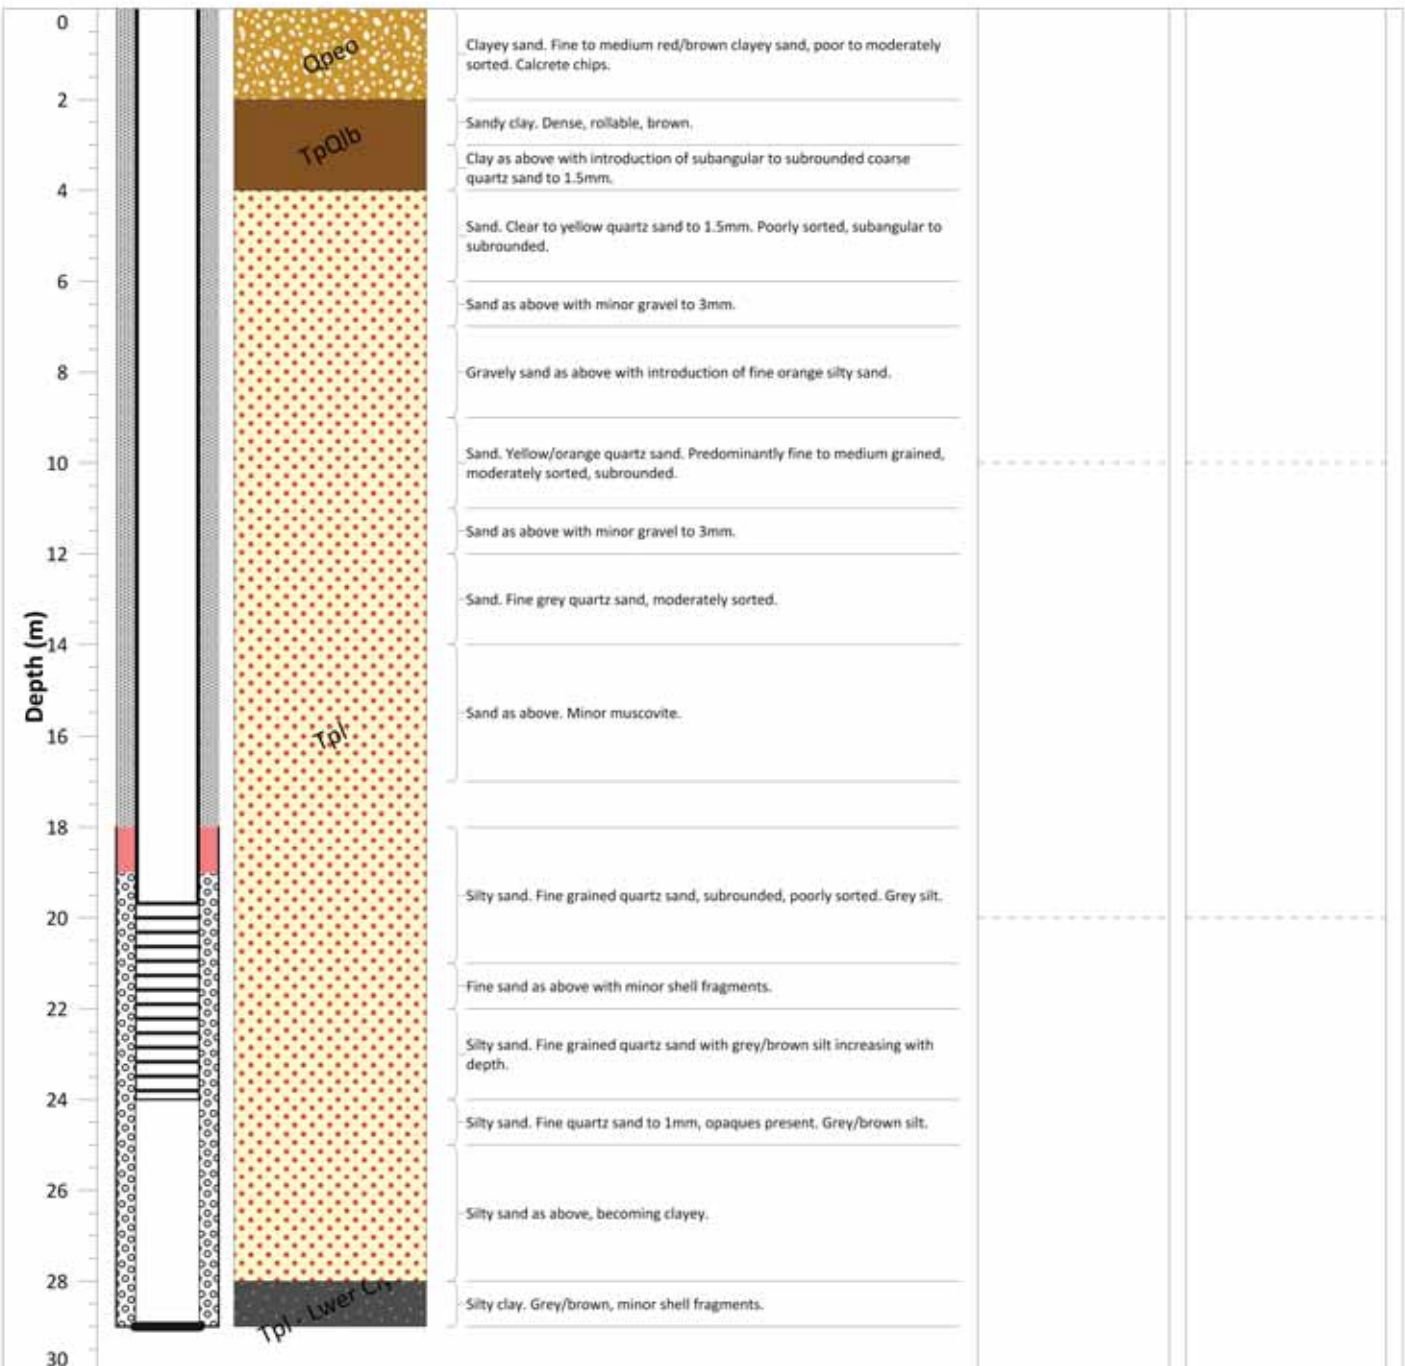 0
Qpeo
Clayey sand. Fine to medium red/brown clayey sand, poor to moderately
sorted. Calcrete chips.
2
TpQlb
Sandy clay. Dense, rollable, brown.
Clay as above with introduction of subangular to subrounded coarse
quartz sand to 1.5mm.
4
Sand. Clear to yellow quartz sand to 1.5mm. Poorly sorted, subangular to
subrounded.
6
Sand as above with minor gravel to 3mm.
8
Gravely sand as above with introduction of fine orange silty sand.
10
Sand. Yellow/orange quartz sand. Predominantly fine to medium grained,
moderately sorted, subrounded.
Sand as above with minor gravel to 3mm.
12
Sand. Fine grey quartz sand, moderately sorted.
Depth (m)
14
Sand as above. Minor muscovite.
16
Tpl
18
Silty sand. Fine grained quartz sand, subrounded, poorly sorted. Grey silt.
20
Fine sand as above with minor shell fragments.
22
Silty sand. Fine grained quartz sand with grey/brown silt increasing with
depth.
24
Silty sand. Fine quartz sand to 1mm, opaques present. Grey/brown silt.
26
Silty sand as above, becoming clayey.
28
Tpl - Lwer
Silty clay. Grey/brown, minor shell fragments.
30